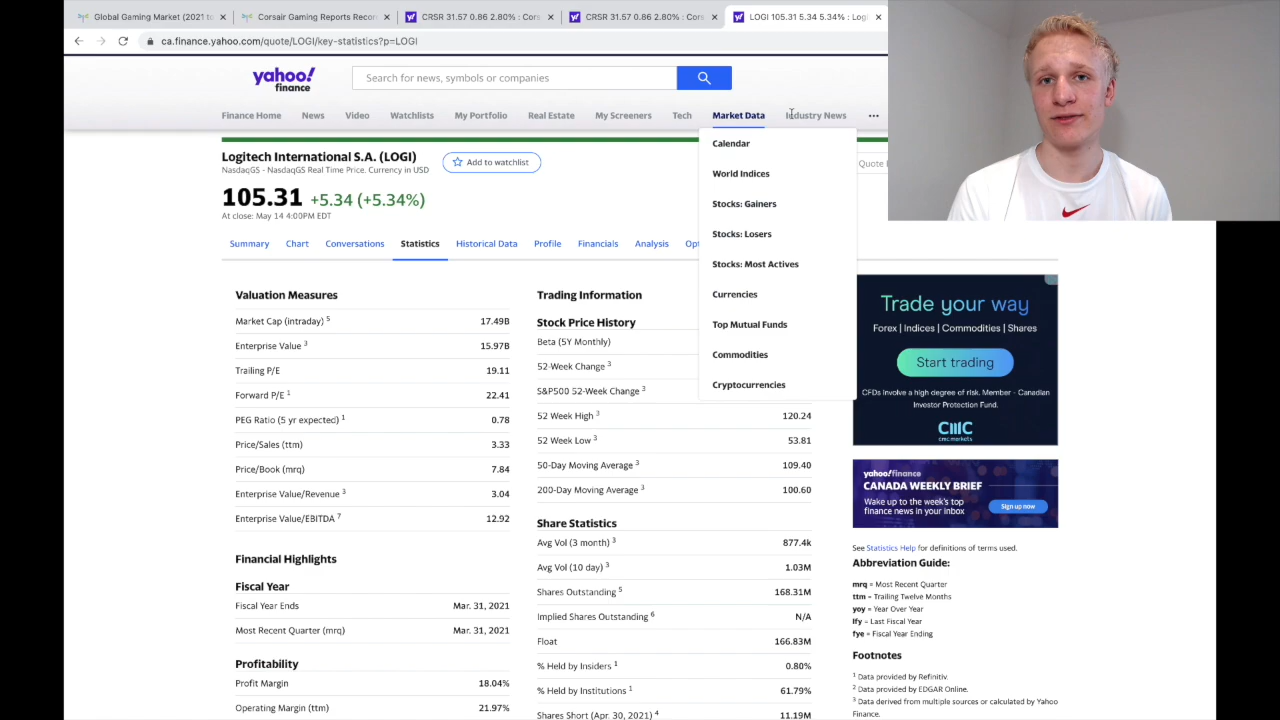 Global Gaming Market (2021 to
Corsair Gaming Reports Recor
CRSR 31.57 0.86 2.80% : Cors
CRSR 31.57 0.86 2.80% : Cors
LOGI 105.31 5.34 5.34% : Logi
ca.finance.yahoo.com/quote/LOGI/key-statistics?p=LOGI
yahoo!
finance
Search for news, symbols or companies
Finance Home
News
Video
Watchlists
My Portfolio
Real Estate
My Screeners
Tech
Market Data
Industry News
Logitech International S.A. (LOGI)
NasdaqGS - NasdaqGS Real Time Price. Currency in USD
Add to watchlist
Quote
105.31 +5.34 (+5.34%)
At close: May 14 4:00PM EDT
Summary
Chart
Conversations
Statistics
Historical Data
Profile
Financials
Analysis
Opt
Calendar
World Indices
Stocks: Gainers
Stocks: Losers
Stocks: Most Actives
Currencies
Top Mutual Funds
Commodities
Cryptocurrencies
Valuation Measures
Market Cap (intraday) 5 17.49B
Enterprise Value 3 15.97B
Trailing P/E 19.11
Forward P/E 1 22.41
PEG Ratio (5 yr expected) 1 0.78
Price/Sales (ttm) 3.33
Price/Book (mrq) 7.84
Enterprise Value/Revenue 3 3.04
Enterprise Value/EBITDA 7 12.92
Financial Highlights
Fiscal Year
Fiscal Year Ends Mar. 31, 2021
Most Recent Quarter (mrq) Mar. 31, 2021
Profitability
Profit Margin 18.04%
Operating Margin (ttm) 21.97%
Trading Information
Stock Price History
Beta (5Y Monthly)
52-Week Change 3
S&P500 52-Week Change 3
52 Week High 3 120.24
52 Week Low 3 53.81
50-Day Moving Average 3 109.40
200-Day Moving Average 3 100.60
Share Statistics
Avg Vol (3 month) 3 877.4k
Avg Vol (10 day) 3 1.03M
Shares Outstanding 5 168.31M
Implied Shares Outstanding 6 N/A
Float 166.83M
% Held by Insiders 1 0.80%
% Held by Institutions 1 61.79%
Shares Short (Apr. 30, 2021) 4 11.19M
Trade your way
Forex | Indices | Commodities | Shares
Start trading
CFDs involve a high degree of risk. Member - Canadian
Investor Protection Fund.
CMC
cmc markets
yahoo!finance
CANADA WEEKLY BRIEF
Wake up to the week's top
finance news in your inbox
Sign up now
See Statistics Help for definitions of terms used.
Abbreviation Guide:
mrq = Most Recent Quarter
ttm = Trailing Twelve Months
yoy = Year Over Year
lfy = Last Fiscal Year
fye = Fiscal Year Ending
Footnotes
1 Data provided by Refinitiv.
2 Data provided by EDGAR Online.
3 Data derived from multiple sources or calculated by Yahoo
Finance.